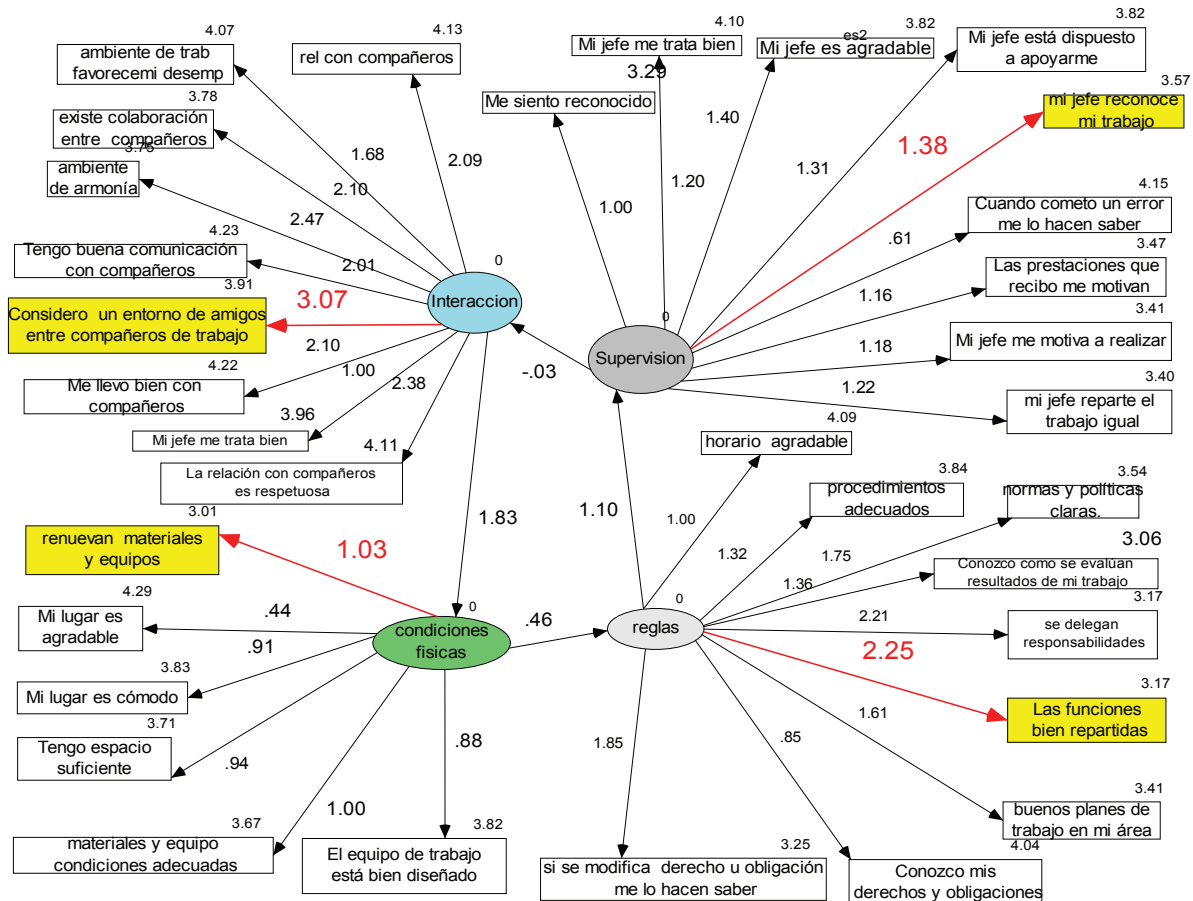 4.07
ambiente de trab
favorecemi desemp
4.13
rel con compañeros
3.78
existe colaboración
entre compañeros
3.75
ambiente
de armonía
4.23
Tengo buena comunicación
con compañeros
3.91
Considero un entorno de amigos
entre compañeros de trabajo
4.22
Me llevo bien con
compañeros
3.96
Mi jefe me trata bien
4.11
La relación con compañeros
es respetuosa
1.68
2.09
2.10
2.47
2.01
3.07
2.10
1.00
2.38
0
Interaccion
-.03
1.83
4.10
Mi jefe me trata bien
3.29
Me siento reconocido
3.82
es2
Mi jefe es agradable
3.82
Mi jefe está dispuesto
a apoyarme
3.57
mi jefe reconoce
mi trabajo
4.15
Cuando cometo un error
me lo hacen saber
3.47
Las prestaciones que
recibo me motivan
3.41
Mi jefe me motiva a realizar
3.40
mi jefe reparte el
trabajo igual
1.00
1.20
1.40
1.31
1.38
.61
1.16
1.18
1.22
0
Supervision
1.10
3.01
renuevan materiales
y equipos
4.29
Mi lugar es
agradable
3.83
Mi lugar es cómodo
3.71
Tengo espacio
suficiente
3.67
materiales y equipo
condiciones adecuadas
3.82
El equipo de trabajo
está bien diseñado
1.03
.44
.91
.94
1.00
.88
0
condiciones
fisicas
.46
4.09
horario agradable
3.84
procedimientos
adecuados
3.54
normas y políticas
claras.
3.06
Conozco como se evalúan
resultados de mi trabajo
3.17
se delegan
responsabilidades
3.17
Las funciones
bien repartidas
3.41
buenos planes de
trabajo en mi área
4.04
Conozco mis
derechos y obligaciones
3.25
si se modifica derecho u obligación
me lo hacen saber
1.00
1.32
1.75
1.36
2.21
2.25
1.61
.85
1.85
0
reglas